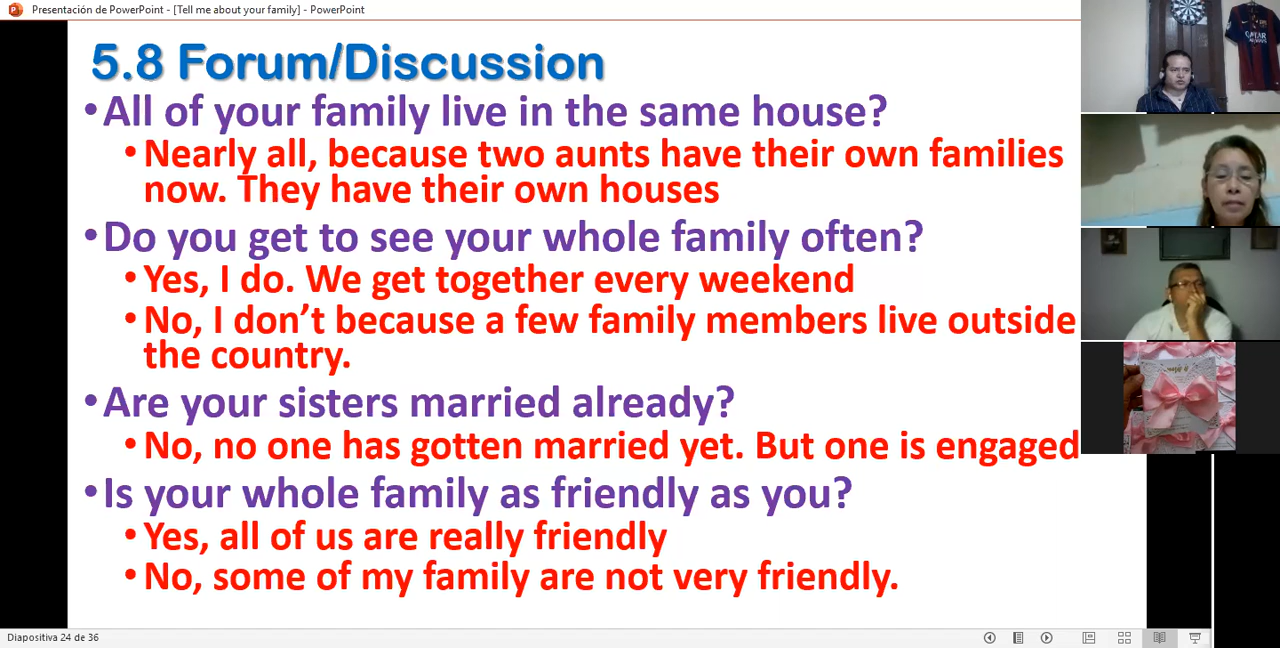 Presentación de PowerPoint - [Tell me about your family] - PowerPoint
5.8 Forum/Discussion
•All of your family live in the same house?
•Nearly all, because two aunts have their own families
now. They have their own houses
•Do you get to see your whole family often?
•Yes, I do. We get together every weekend
•No, I don’t because a few family members live outside
the country.
•Are your sisters married already?
•No, no one has gotten married yet. But one is engaged
•Is your whole family as friendly as you?
•Yes, all of us are really friendly
•No, some of my family are not very friendly.
Diapositiva 24 de 36
QATAR
AIRWAYS